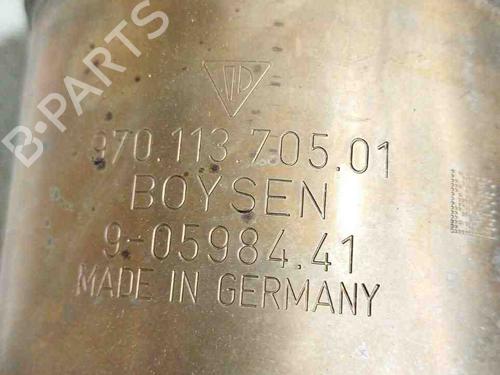 B-PARTS
970.113.705.01
BOYSEN
9-05984.41
MADE IN GERMANY